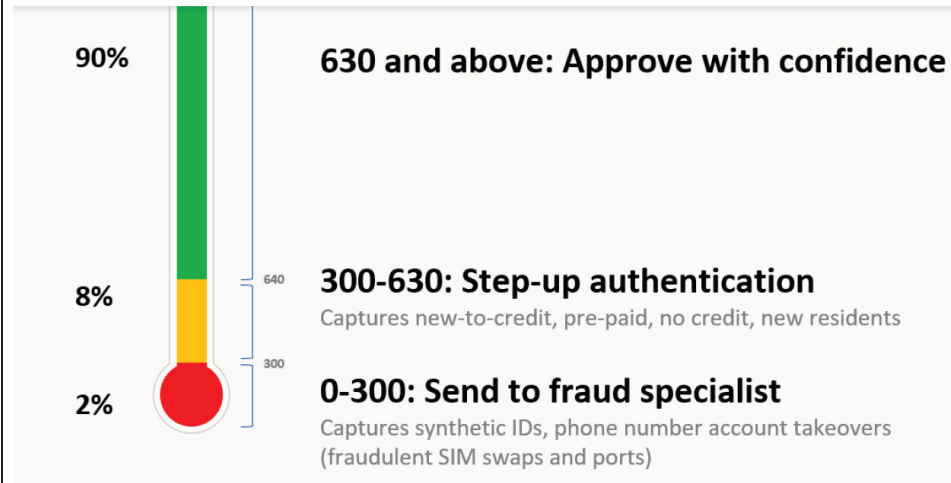 90%
630 and above: Approve with confidence
640
8%
300-630: Step-up authentication
Captures new-to-credit, pre-paid, no credit, new residents
300
2%
0-300: Send to fraud specialist
Captures synthetic IDs, phone number account takeovers
(fraudulent SIM swaps and ports)